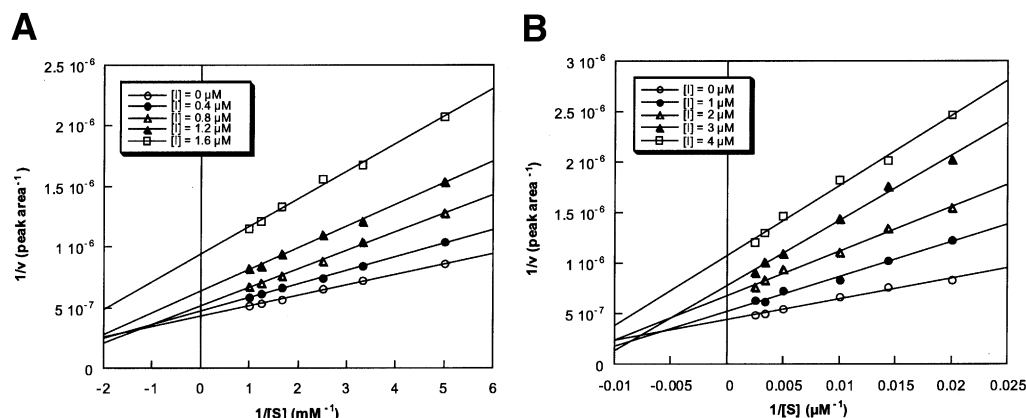 A
2.5 10⁻⁶
2 10⁻⁶
1.5 10⁻⁶
1 10⁻⁶
5 10⁻⁷
0
1/v (peak area⁻¹)
[I] = 0 µM
[I] = 0.4 µM
[I] = 0.8 µM
[I] = 1.2 µM
[I] = 1.6 µM
-2 -1 0 1 2 3 4 5 6
1/[S] (mM⁻¹)
B
3 10⁻⁶
2.5 10⁻⁶
2 10⁻⁶
1.5 10⁻⁶
1 10⁻⁶
5 10⁻⁷
0
1/v (peak area⁻¹)
[I] = 0 µM
[I] = 1 µM
[I] = 2 µM
[I] = 3 µM
[I] = 4 µM
-0.01 -0.005 0 0.005 0.01 0.015 0.02 0.025
1/[S] (µM⁻¹)